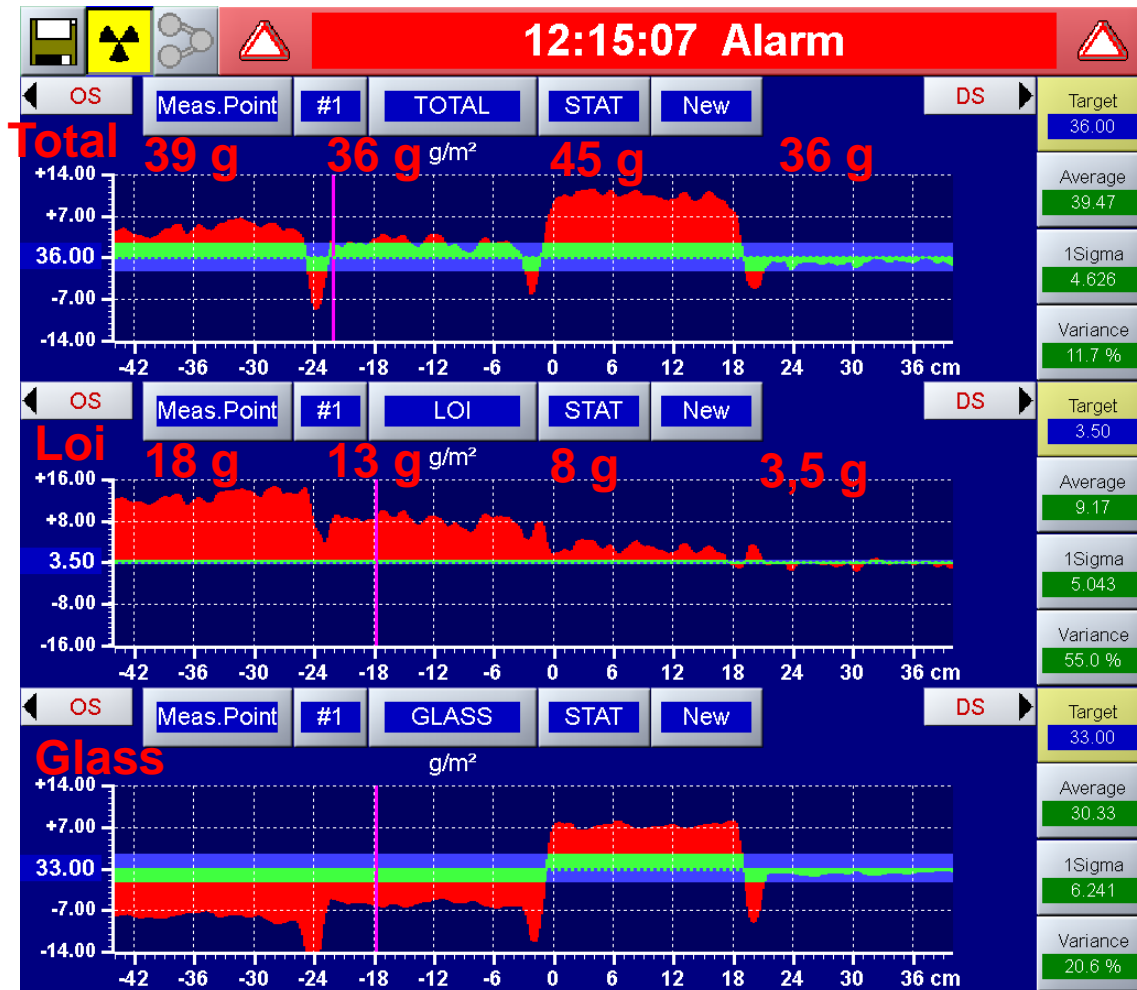 12:15:07 Alarm
OS Meas.Point #1 TOTAL STAT New DS
Target
36.00
Total 39 g 36 g g/m² 45 g 36 g
+14.00
+7.00
36.00
-7.00
-14.00
-42 -36 -30 -24 -18 -12 -6 0 6 12 18 24 30 36 cm
Average
39.47
1Sigma
4.626
Variance
11.7 %
OS Meas.Point #1 LOI STAT New DS
Target
3.50
Loi 18 g 13 g g/m² 8 g 3,5 g
+16.00
+8.00
3.50
-8.00
-16.00
-42 -36 -30 -24 -18 -12 -6 0 6 12 18 24 30 36 cm
Average
9.17
1Sigma
5.043
Variance
55.0 %
OS Meas.Point #1 GLASS STAT New DS
Target
33.00
Glass g/m²
+14.00
+7.00
33.00
-7.00
-14.00
-42 -36 -30 -24 -18 -12 -6 0 6 12 18 24 30 36 cm
Average
30.33
1Sigma
6.241
Variance
20.6 %